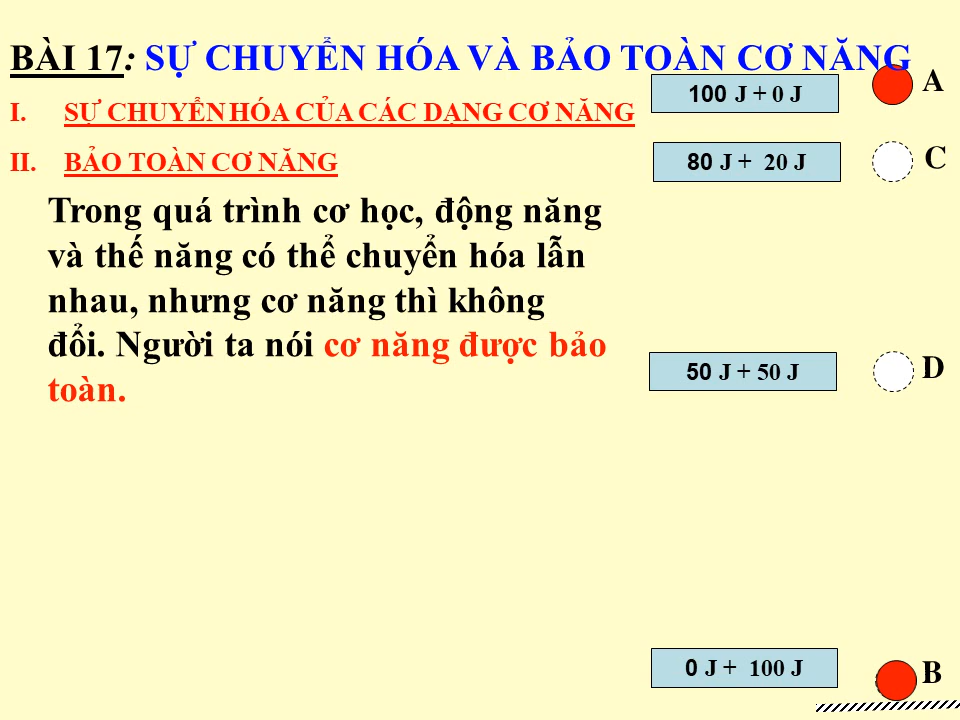 BÀI 17: SỰ CHUYỂN HÓA VÀ BẢO TOÀN CƠ NĂNG
A
100 J + 0 J
I. SỰ CHUYỂN HÓA CỦA CÁC DẠNG CƠ NĂNG
II. BẢO TOÀN CƠ NĂNG
80 J + 20 J
C
Trong quá trình cơ học, động năng
và thế năng có thể chuyển hóa lẫn
nhau, nhưng cơ năng thì không
đổi. Người ta nói cơ năng được bảo
toàn.
50 J + 50 J
D
0 J + 100 J
B